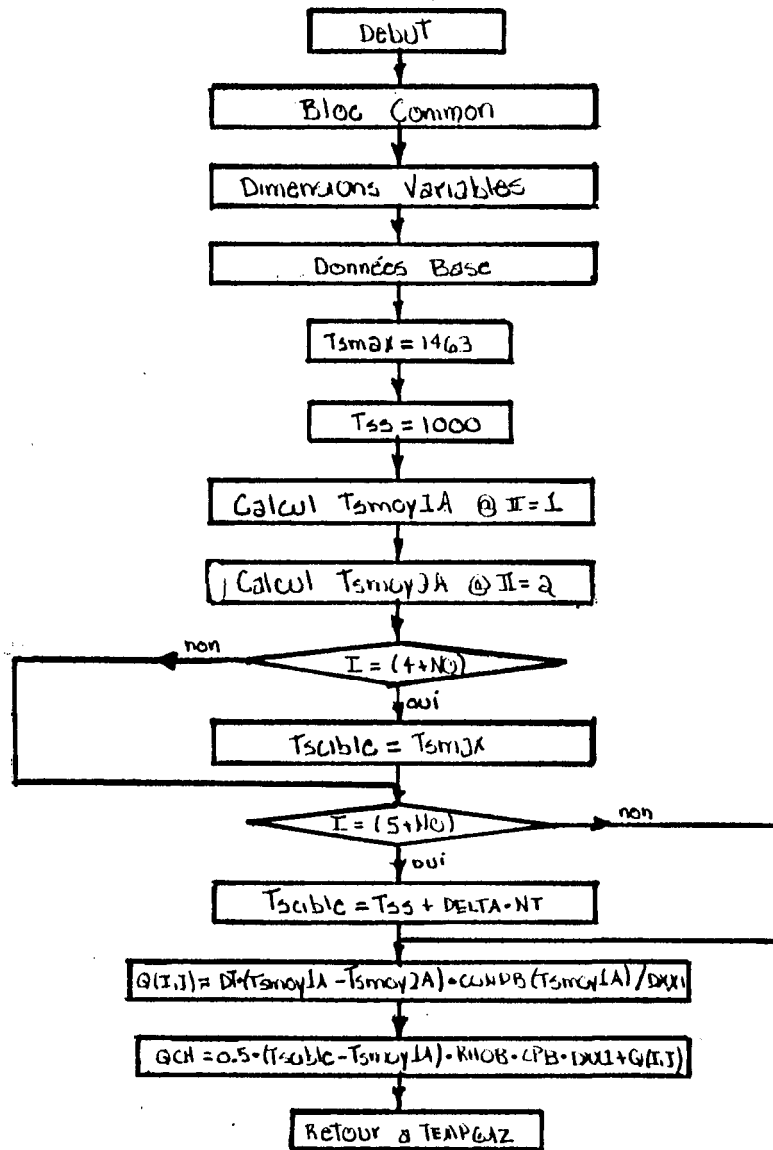 Debut
Bloc Common
Dimensions Variables
Données Base
Tsmax = 1463
Tss = 1000
Calcul Tsmoy1A @ II = 1
Calcul Tsmoy2A @ II = 2
non
I = (4+NO)
oui
Tscible = Tsmax
I = (5+NO)
non
oui
Tscible = Tss + DELTA·NT
Q(I,J) = DT·(Tsmoy1A - Tsmoy2A)·CONDB(Tsmoy1A)/DXX1
QCH = 0.5·(Tscible - Tsmoy1A)·RHOB·CPB·DXX1 + Q(I,J)
Retour a TEMPGAZ